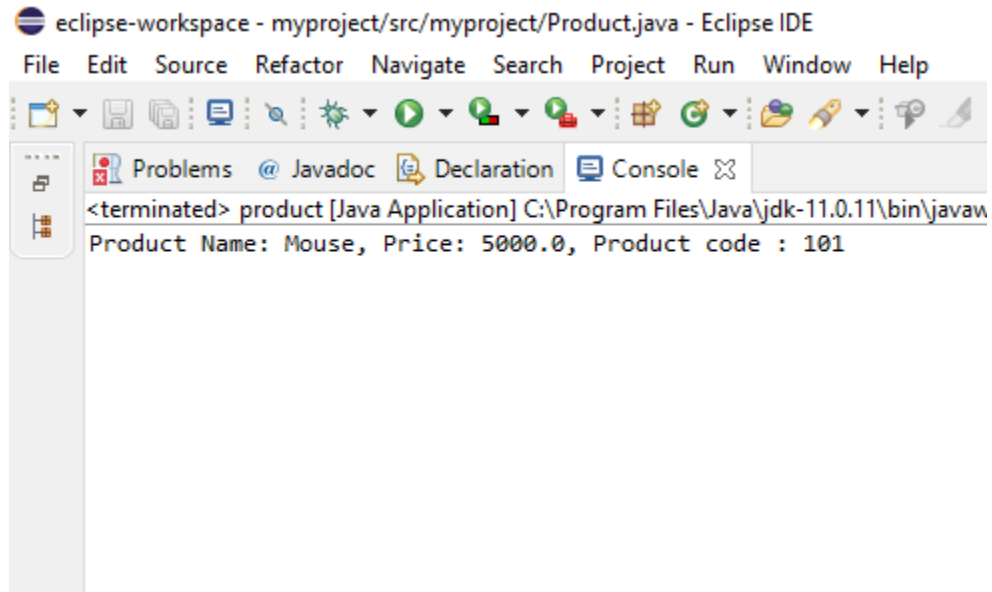 eclipse-workspace - myproject/src/myproject/Product.java - Eclipse IDE
File Edit Source Refactor Navigate Search Project Run Window Help
Problems @ Javadoc Declaration Console
<terminated> product [Java Application] C:\Program Files\Java\jdk-11.0.11\bin\javaw
Product Name: Mouse, Price: 5000.0, Product code : 101